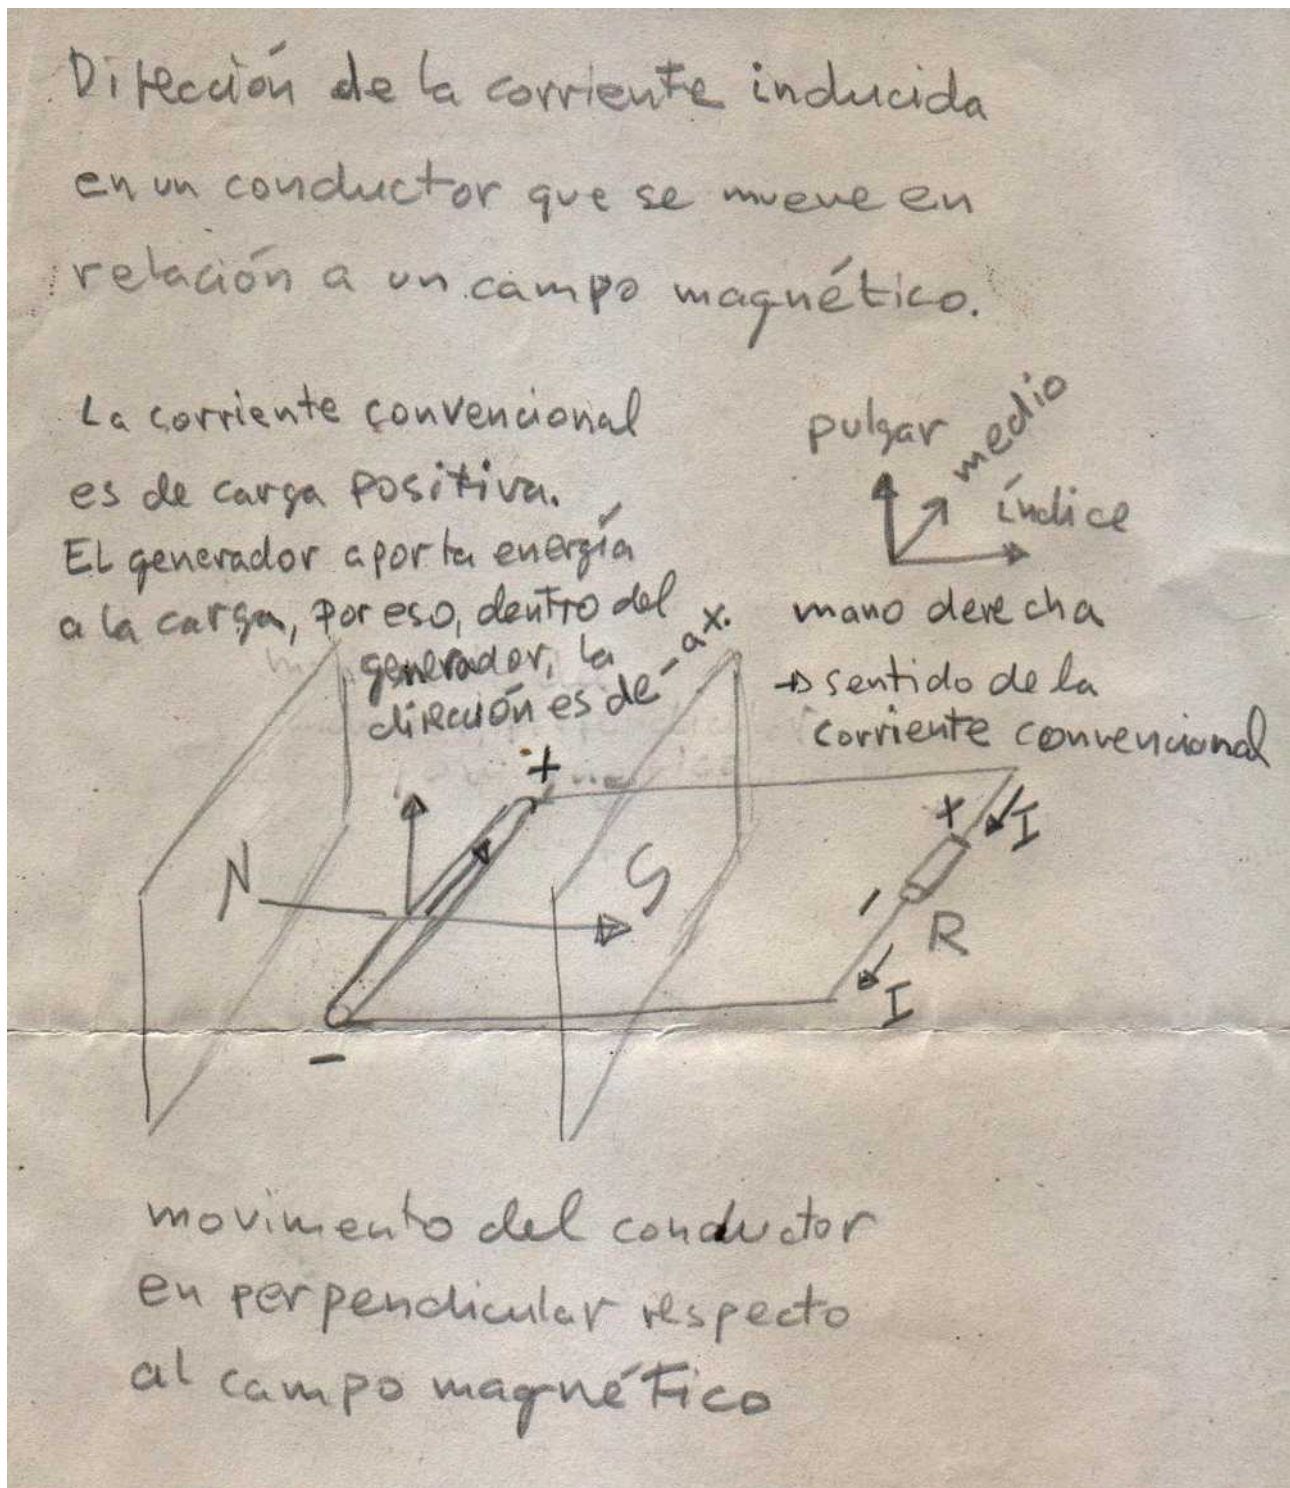 Dirección de la corriente inducida
en un conductor que se mueve en
relación a un campo magnético.
La corriente convencional
es de carga positiva.
El generador aporta energía
a la carga, por eso, dentro del
generador, la
dirección es de - a +.
pulgar
medio
índice
mano derecha
→ sentido de la
corriente convencional
+
N
S
-
+
I
-
R
I
movimento del conductor
en perpendicular respecto
al campo magnético